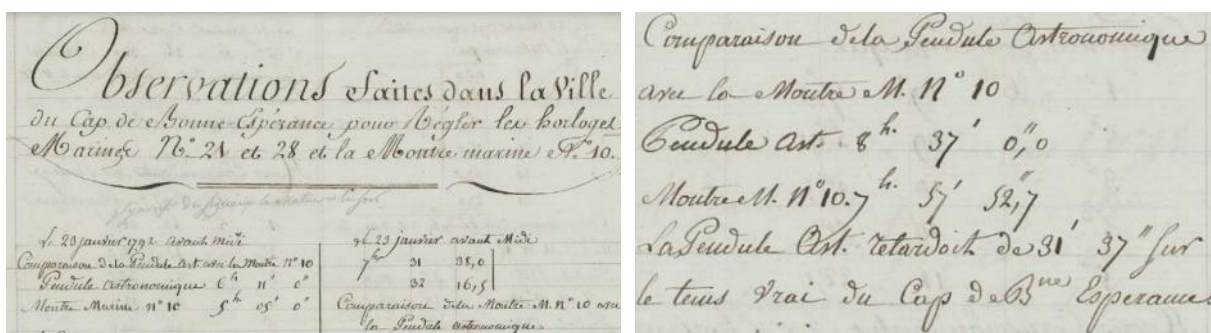 Observations Faites dans la Ville
du Cap de Bonne-Espérance pour Régler les horloges
Marines N.º 21 et 28 et la Montre marine N.º 10.
Le 23 janvier 1792 avant midi
Comparaison de la Pendule Ast. avec la Montre N.º 10
Pendule Astronomique 6h 11' 0"
Montre Marine n.º 10 5h 05' 0"
le 23 janvier avant Midi
31 38,0
32 16,5
Comparaison de la Montre M. n.º 10 avec
la Pendule astronomique.
Comparaison de la Pendule Astronomique
avec la Montre M. N.º 10
Pendule Ast. 8h. 37' 0",0
Montre M. N.º 10. 7h. 57' 52",7
La Pendule Ast. retardoit de 31' 37" sur
le tems Vrai du Cap de Bne Esperance.